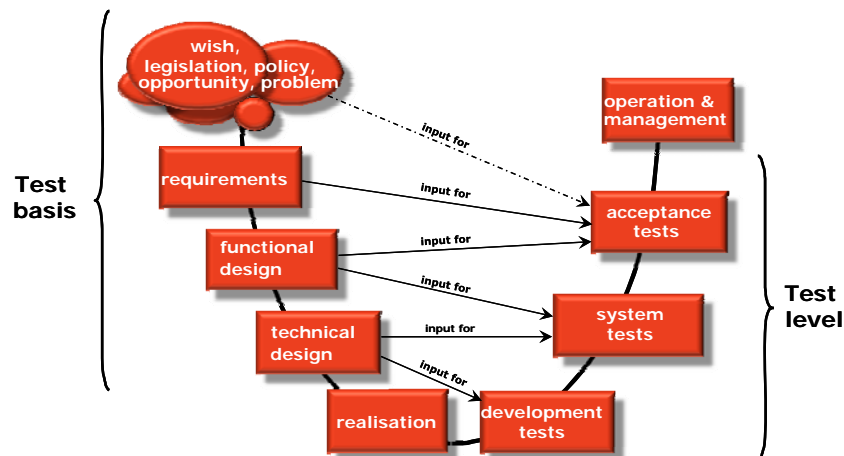 wish,
legislation, policy,
opportunity, problem
operation &
management
input for
Test
basis
requirements
input for
acceptance
tests
functional
design
input for
input for
system
tests
Test
level
technical
design
input for
input for
realisation
development
tests